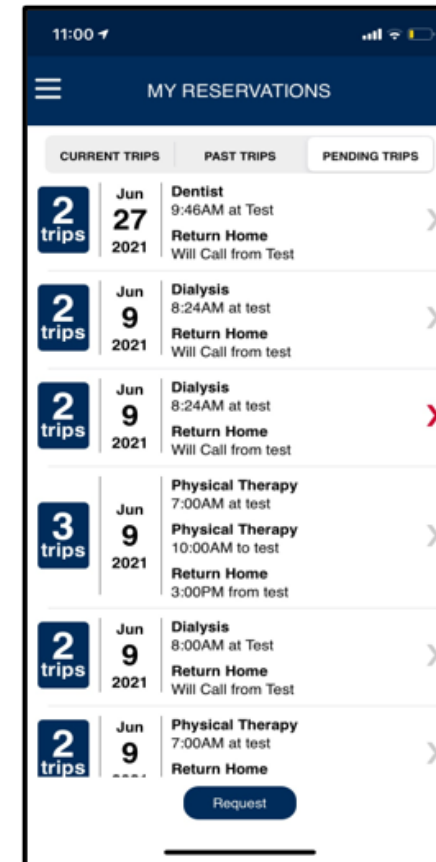 11:00
MY RESERVATIONS
CURRENT TRIPS PAST TRIPS PENDING TRIPS
2 trips
Jun 27 2021
Dentist
9:46AM at Test
Return Home
Will Call from Test
2 trips
Jun 9 2021
Dialysis
8:24AM at test
Return Home
Will Call from test
2 trips
Jun 9 2021
Dialysis
8:24AM at test
Return Home
Will Call from test
3 trips
Jun 9 2021
Physical Therapy
7:00AM at test
Physical Therapy
10:00AM to test
Return Home
3:00PM from test
2 trips
Jun 9 2021
Dialysis
8:00AM at Test
Return Home
Will Call from Test
2 trips
Jun 9
Physical Therapy
7:00AM at test
Return Home
Request